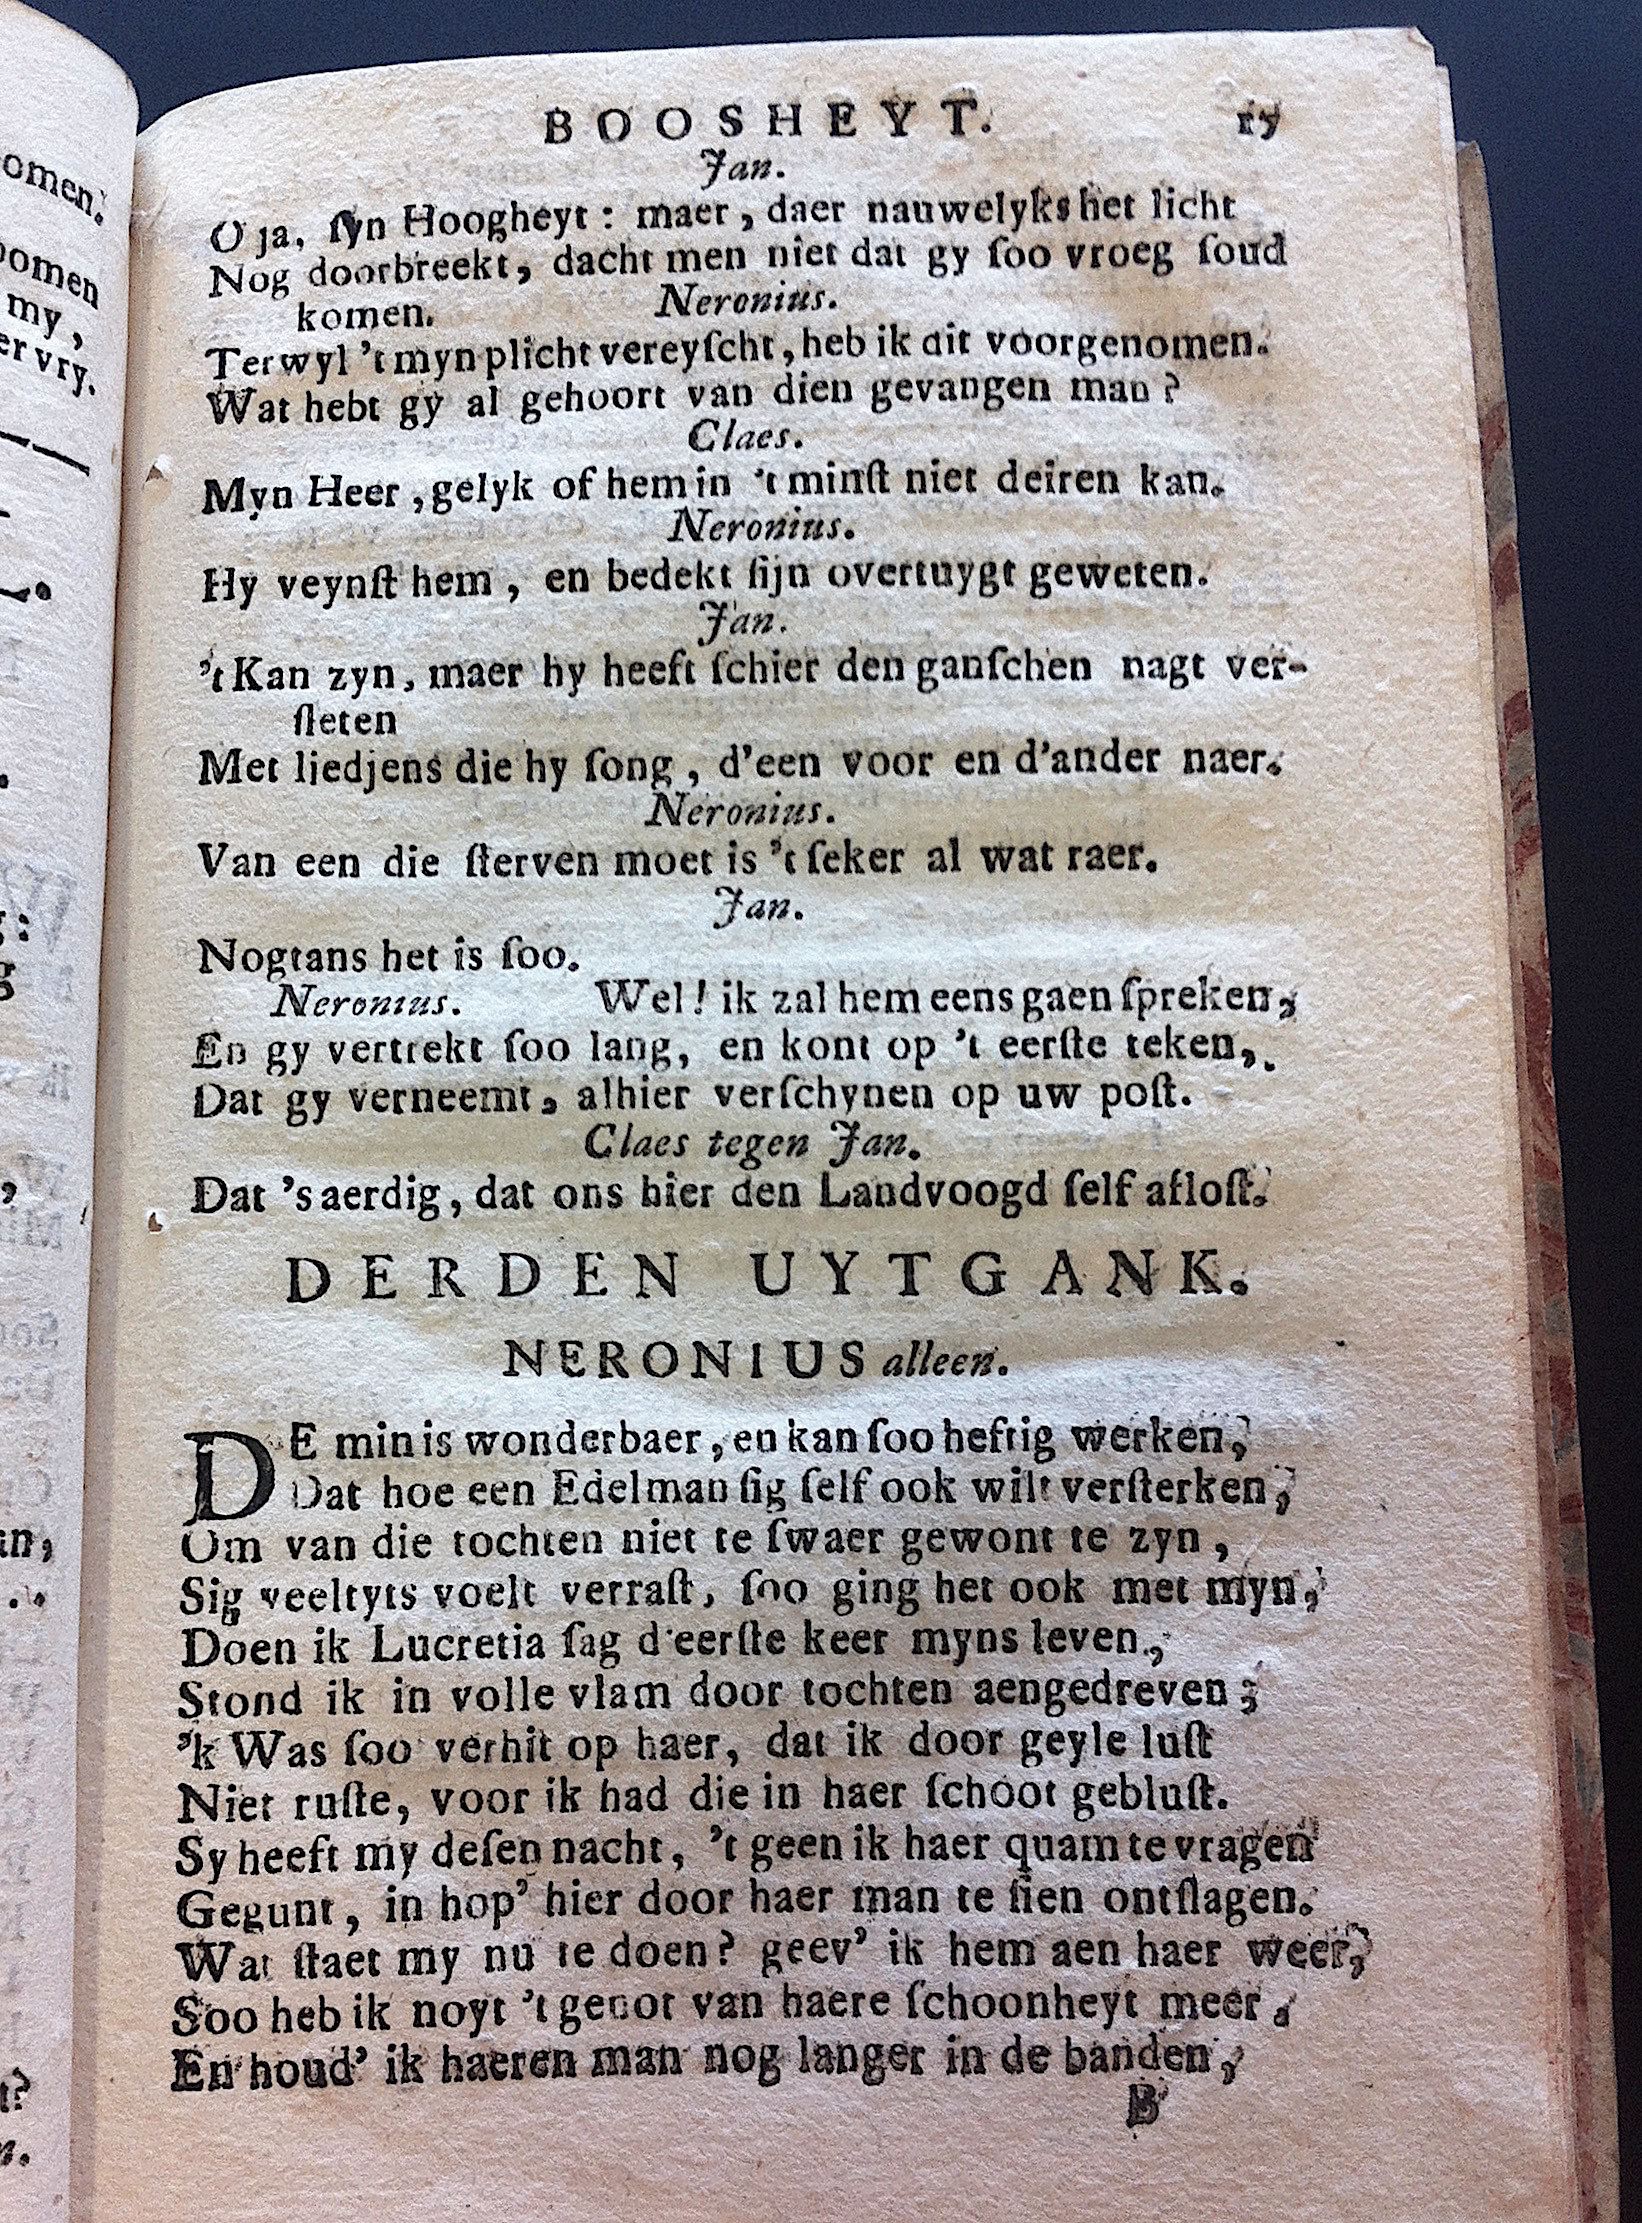 BOOSHEYT. 17
Jan.
O ja, ſyn Hoogheyt: maer, daer nauwelyks het licht
Nog doorbreekt, dacht men niet dat gy ſoo vroeg ſoud
komen. Neronius.
Terwyl 't myn plicht vereyſcht, heb ik dit voorgenomen.
Wat hebt gy al gehoort van dien gevangen man?
Claes.
Myn Heer, gelyk of hem in 't minſt niet deiren kan.
Neronius.
Hy veynſt hem, en bedekt ſijn overtuygt geweten.
Jan.
't Kan zyn, maer hy heeft ſchier den ganſchen nagt ver-
ſleten
Met liedjens die hy ſong, d'een voor en d'ander naer.
Neronius.
Van een die ſterven moet is 't ſeker al wat raer.
Jan.
Nogtans het is ſoo.
Neronius. Wel! ik zal hem eens gaen ſpreken,
En gy vertrekt ſoo lang, en komt op 't eerſte teken,
Dat gy verneemt, alhier verſchynen op uw poſt.
Claes tegen Jan.
Dat 's aerdig, dat ons hier den Landvoogd ſelf afloſt.
DERDEN UYTGANK.
NERONIUS alleen.
DE min is wonderbaer, en kan ſoo heftig werken,
Dat hoe een Edelman ſig ſelf ook wilt verſterken,
Om van die tochten niet te ſwaer gewont te zyn,
Sig veeltyts voelt verraſt, ſoo ging het ook met myn,
Doen ik Lucretia ſag d'eerſte keer myns leven,
Stond ik in volle vlam door tochten aengedreven;
'k Was ſoo verhit op haer, dat ik door geyle luſt
Niet ruſte, voor ik had die in haer ſchoot gebluſt.
Sy heeft my deſen nacht, 't geen ik haer quam te vragen
Gegunt, in hop' hier door haer man te ſien ontſlagen.
Wat ſtaet my nu te doen? geev' ik hem aen haer weer,
Soo heb ik noyt 't genot van haere ſchoonheyt meer,
En houd' ik haeren man nog langer in de banden,
B